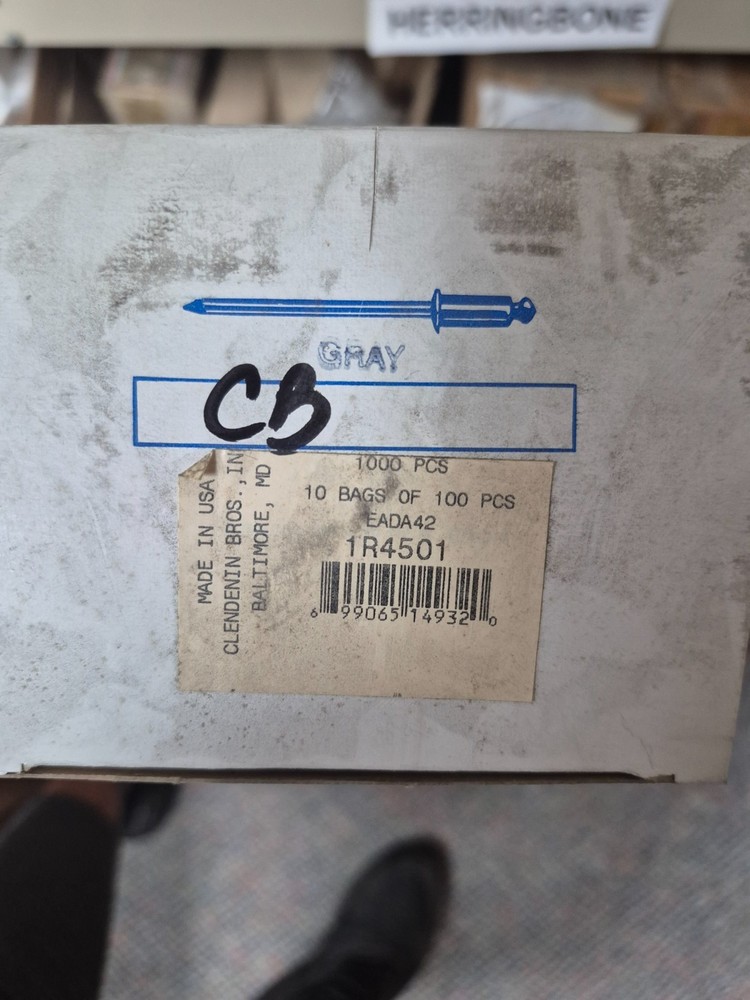 HERRINGBONE
GRAY
CB
1000 PCS
10 BAGS OF 100 PCS
EADA42
1R4501
6 99065 14932 0
MADE IN USA
CLENDENIN BROS., IN
BALTIMORE, MD